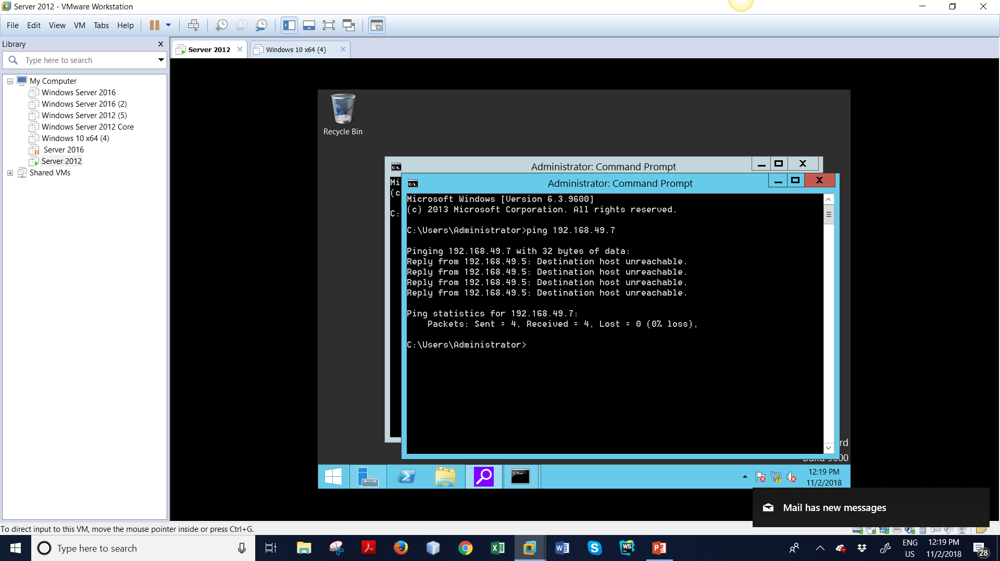 Server 2012 - VMware Workstation
File Edit View VM Tabs Help
Library
Type here to search
Server 2012
Windows 10 x64 (4)
My Computer
Windows Server 2016
Windows Server 2016 (2)
Windows Server 2012 (5)
Windows Server 2012 Core
Windows 10 x64 (4)
Server 2016
Server 2012
Shared VMs
Recycle Bin
Administrator: Command Prompt
Mi
(c
C:
Administrator: Command Prompt
Microsoft Windows [Version 6.3.9600]
(c) 2013 Microsoft Corporation. All rights reserved.
C:\Users\Administrator>ping 192.168.49.7
Pinging 192.168.49.7 with 32 bytes of data:
Reply from 192.168.49.5: Destination host unreachable.
Reply from 192.168.49.5: Destination host unreachable.
Reply from 192.168.49.5: Destination host unreachable.
Reply from 192.168.49.5: Destination host unreachable.
Ping statistics for 192.168.49.7:
Packets: Sent = 4, Received = 4, Lost = 0 (0% loss),
C:\Users\Administrator>
rd
12:19 PM
11/2/2018
Mail has new messages
To direct input to this VM, move the mouse pointer inside or press Ctrl+G.
Type here to search
ENG
US
12:19 PM
11/2/2018
28